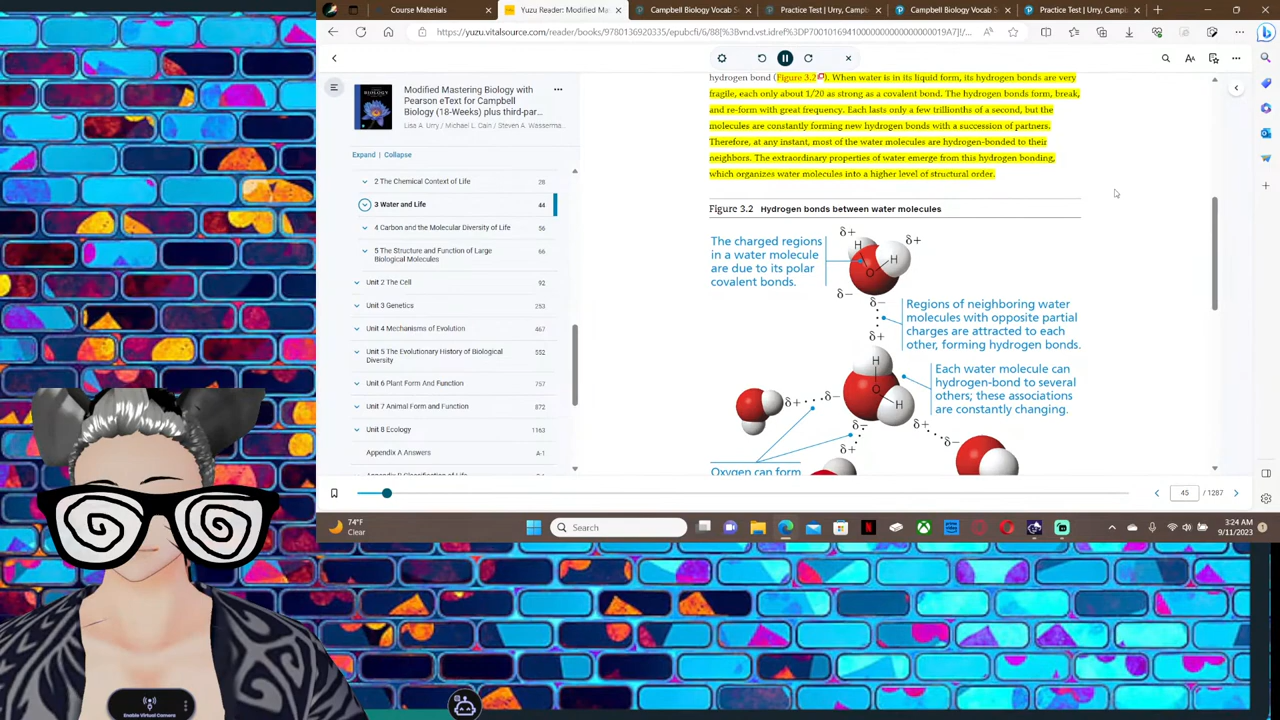 Course Materials
Yuzu Reader: Modified Ma
Campbell Biology Vocab S
Practice Test | Urry, Campb
Campbell Biology Vocab S
Practice Test | Urry, Campb
https://yuzu.vitalsource.com/reader/books/9780136920335/epubcfi/6/88[%3Bvnd.vst.idref%3DP7001016941000000000000000019A7]!/...
Modified Mastering Biology with
Pearson eText for Campbell
Biology (18-Weeks) plus third-par...
Lisa A. Urry / Michael L. Cain / Steven A. Wasserma...
Expand | Collapse
2 The Chemical Context of Life 28
3 Water and Life 44
4 Carbon and the Molecular Diversity of Life 56
5 The Structure and Function of Large 66
Biological Molecules
Unit 2 The Cell 92
Unit 3 Genetics 253
Unit 4 Mechanisms of Evolution 467
Unit 5 The Evolutionary History of Biological 552
Diversity
Unit 6 Plant Form And Function 757
Unit 7 Animal Form and Function 872
Unit 8 Ecology 1163
Appendix A Answers A-1
hydrogen bond (Figure 3.2). When water is in its liquid form, its hydrogen bonds are very
fragile, each only about 1/20 as strong as a covalent bond. The hydrogen bonds form, break,
and re-form with great frequency. Each lasts only a few trillionths of a second, but the
molecules are constantly forming new hydrogen bonds with a succession of partners.
Therefore, at any instant, most of the water molecules are hydrogen-bonded to their
neighbors. The extraordinary properties of water emerge from this hydrogen bonding,
which organizes water molecules into a higher level of structural order.
Figure 3.2 Hydrogen bonds between water molecules
The charged regions
in a water molecule
are due to its polar
covalent bonds.
δ+
δ+
H
H
O
δ−
δ−
δ+
Regions of neighboring water
molecules with opposite partial
charges are attracted to each
other, forming hydrogen bonds.
H
O
H
Each water molecule can
hydrogen-bond to several
others; these associations
are constantly changing.
δ+
δ−
δ−
δ+
δ+
δ−
Oxygen can form
45 / 1287
74°F
Clear
Search
3:24 AM
9/11/2023
Enable Virtual Camera